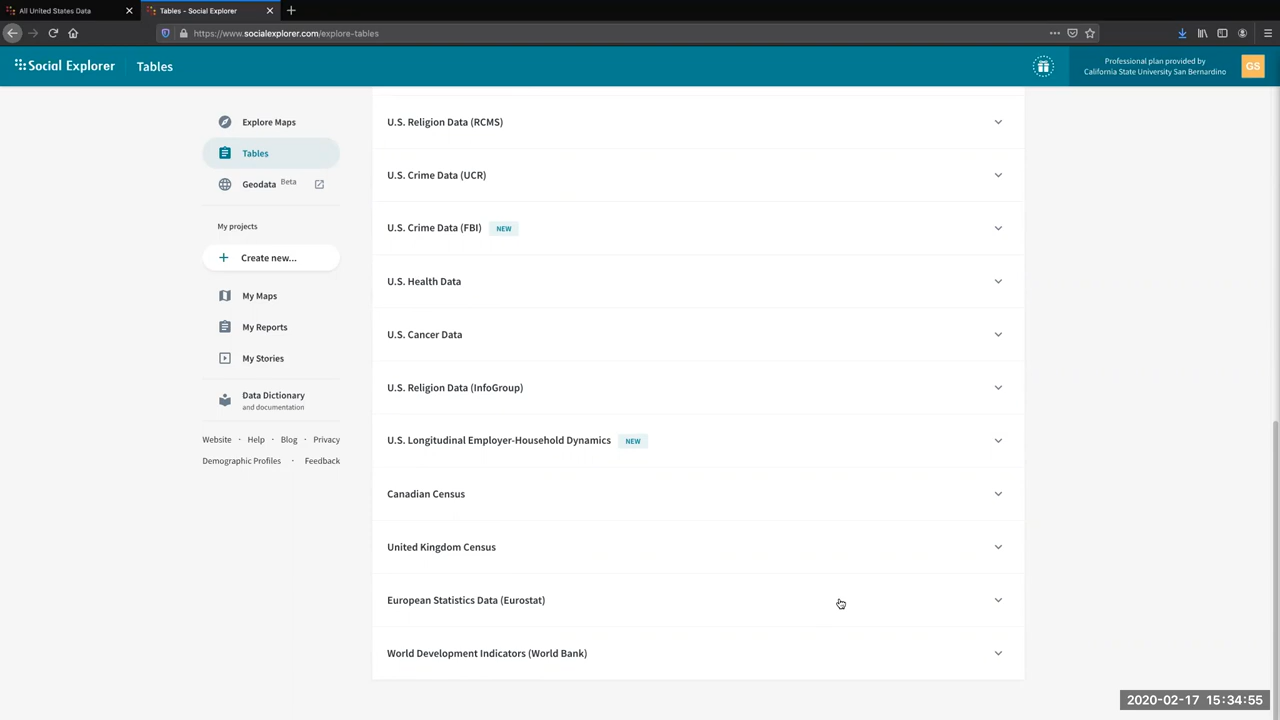 All United States Data
Tables - Social Explorer
https://www.socialexplorer.com/explore-tables
Social Explorer
Tables
Professional plan provided by
California State University San Bernardino
GS
Explore Maps
Tables
Geodata Beta
My projects
Create new...
My Maps
My Reports
My Stories
Data Dictionary
and documentation
Website · Help · Blog · Privacy
Demographic Profiles · Feedback
U.S. Religion Data (RCMS)
U.S. Crime Data (UCR)
U.S. Crime Data (FBI) NEW
U.S. Health Data
U.S. Cancer Data
U.S. Religion Data (InfoGroup)
U.S. Longitudinal Employer-Household Dynamics NEW
Canadian Census
United Kingdom Census
European Statistics Data (Eurostat)
World Development Indicators (World Bank)
2020-02-17 15:34:55